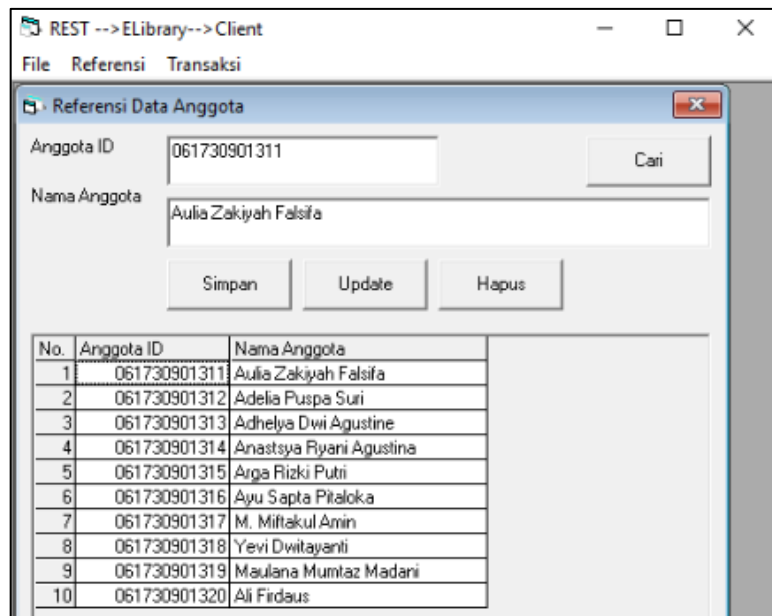 REST -->ELibrary-->Client
File Referensi Transaksi
Referensi Data Anggota
Anggota ID 061730901311 Cari
Nama Anggota Aulia Zakiyah Falsifa
Simpan Update Hapus
No. Anggota ID Nama Anggota
1 061730901311 Aulia Zakiyah Falsifa
2 061730901312 Adelia Puspa Suri
3 061730901313 Adhelya Dwi Agustine
4 061730901314 Anastsya Ryani Agustina
5 061730901315 Arga Rizki Putri
6 061730901316 Ayu Sapta Pitaloka
7 061730901317 M. Miftakul Amin
8 061730901318 Yevi Dwitayanti
9 061730901319 Maulana Mumtaz Madani
10 061730901320 Ali Firdaus